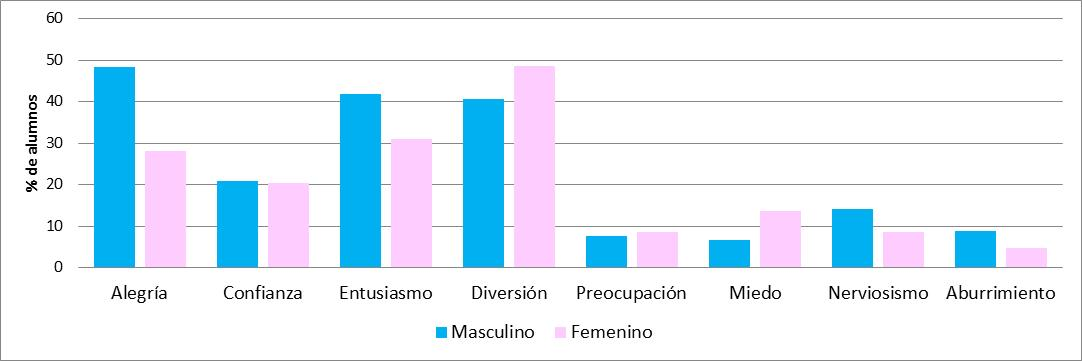 % de alumnos
60
50
40
30
20
10
0
Alegría Confianza Entusiasmo Diversión Preocupación Miedo Nerviosismo Aburrimiento
Masculino Femenino